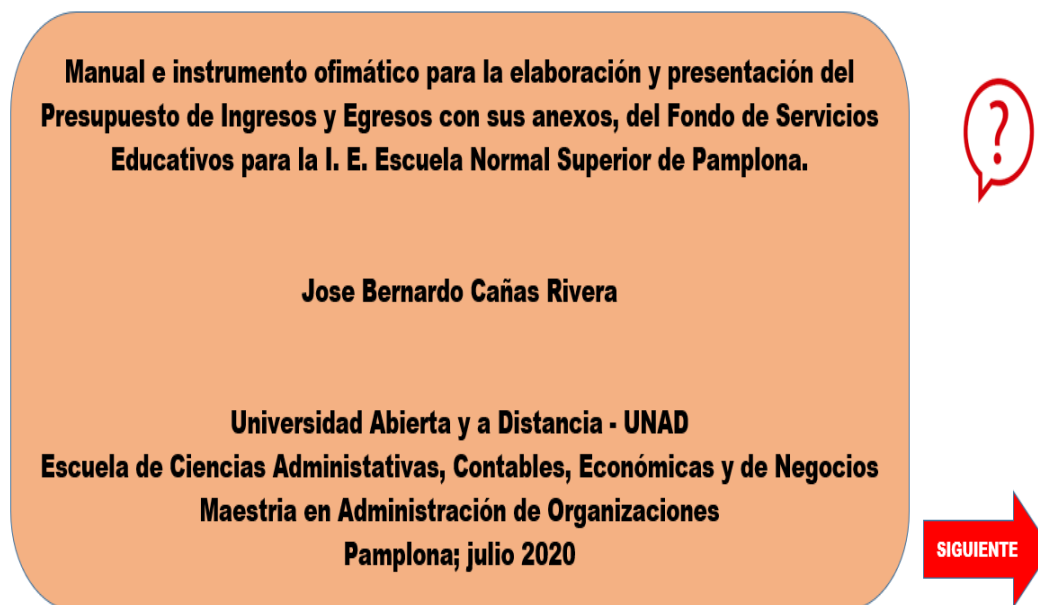 Manual e instrumento ofimático para la elaboración y presentación del
Presupuesto de Ingresos y Egresos con sus anexos, del Fondo de Servicios
Educativos para la I. E. Escuela Normal Superior de Pamplona.
?
Jose Bernardo Cañas Rivera
Universidad Abierta y a Distancia - UNAD
Escuela de Ciencias Administativas, Contables, Económicas y de Negocios
Maestria en Administración de Organizaciones
Pamplona; julio 2020
SIGUIENTE